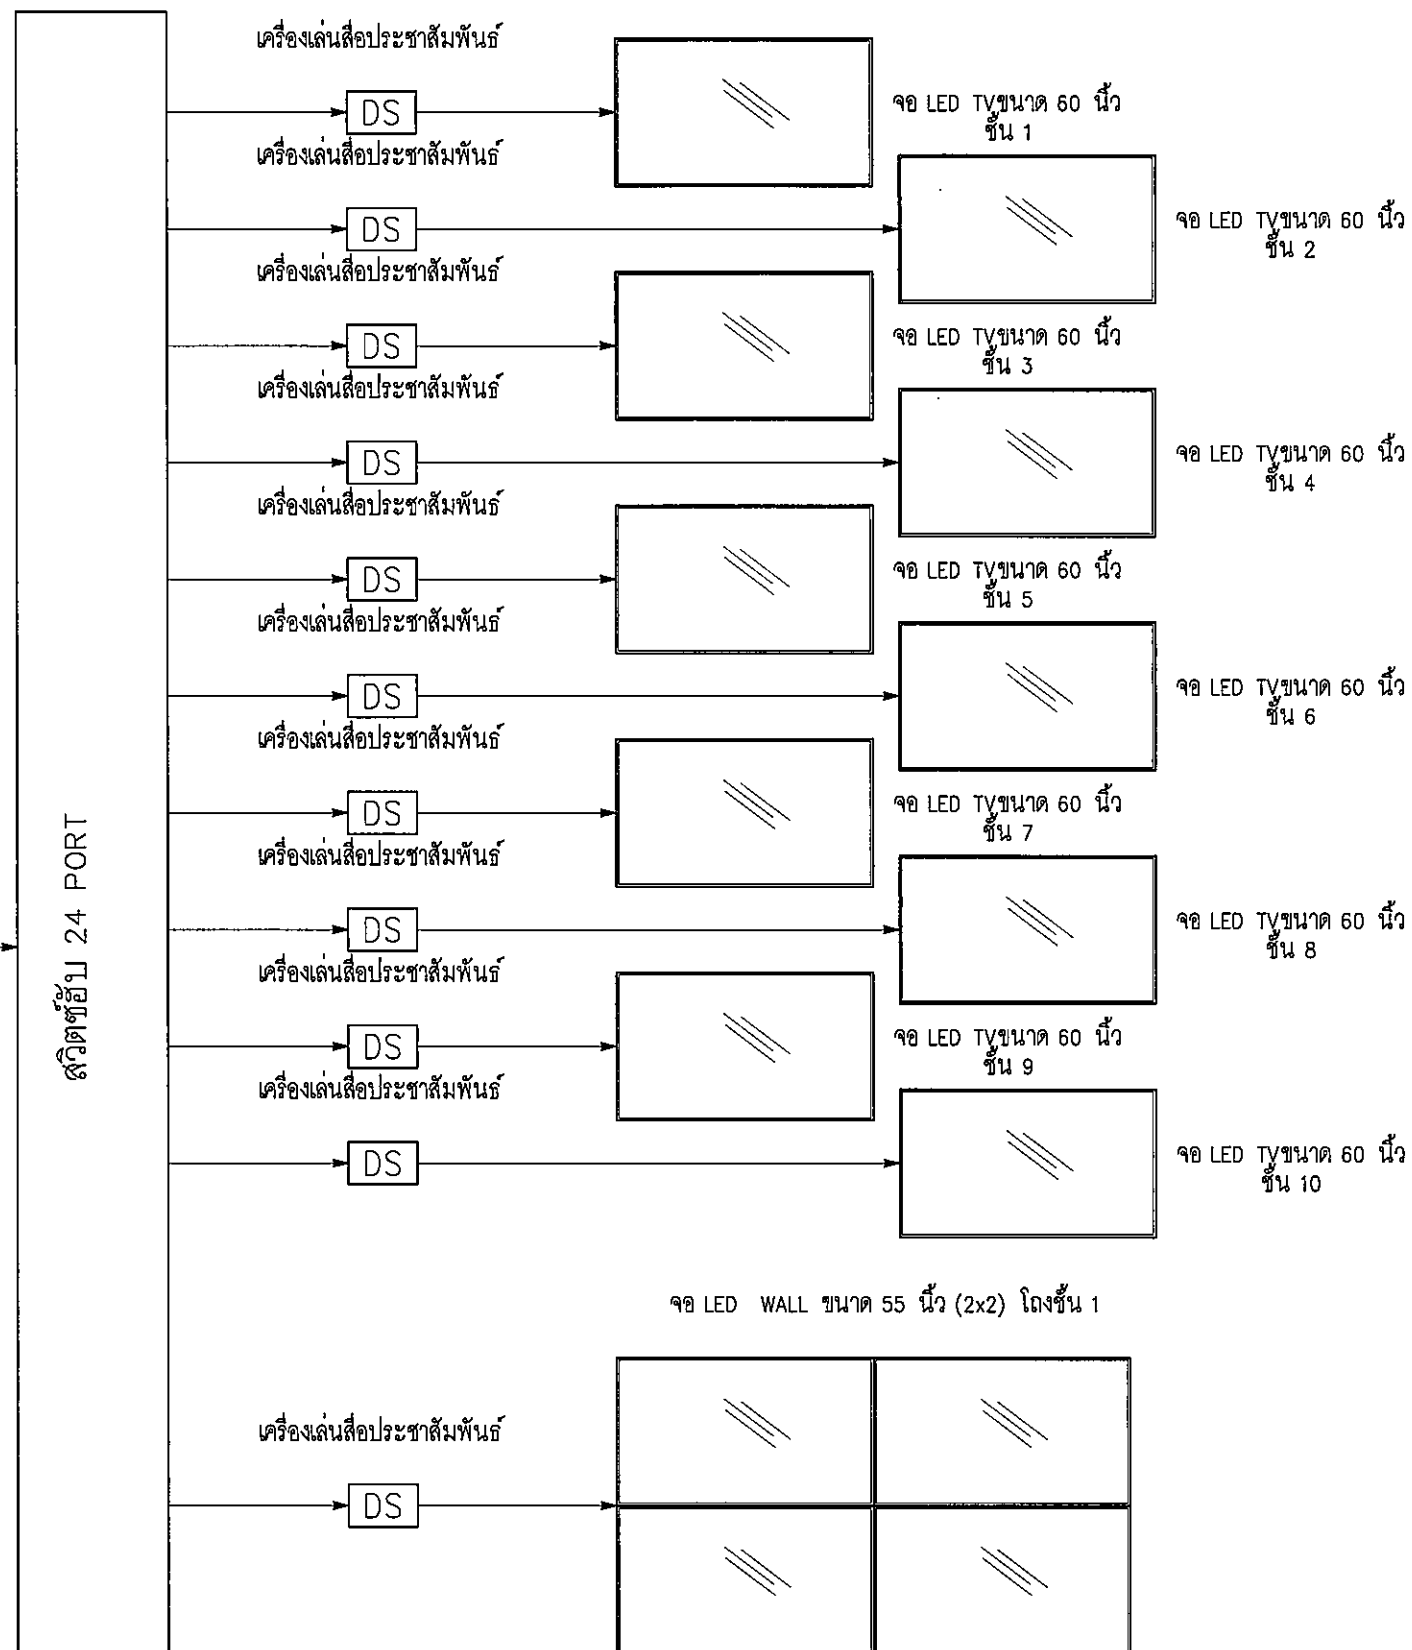 สวิตช์ฮับ 24 PORT
เครื่องเล่นสื่อประชาสัมพันธ์
DS
จอ LED TVขนาด 60 นิ้ว
ชั้น 1
เครื่องเล่นสื่อประชาสัมพันธ์
DS
จอ LED TVขนาด 60 นิ้ว
ชั้น 2
เครื่องเล่นสื่อประชาสัมพันธ์
DS
จอ LED TVขนาด 60 นิ้ว
ชั้น 3
เครื่องเล่นสื่อประชาสัมพันธ์
DS
จอ LED TVขนาด 60 นิ้ว
ชั้น 4
เครื่องเล่นสื่อประชาสัมพันธ์
DS
จอ LED TVขนาด 60 นิ้ว
ชั้น 5
เครื่องเล่นสื่อประชาสัมพันธ์
DS
จอ LED TVขนาด 60 นิ้ว
ชั้น 6
เครื่องเล่นสื่อประชาสัมพันธ์
DS
จอ LED TVขนาด 60 นิ้ว
ชั้น 7
เครื่องเล่นสื่อประชาสัมพันธ์
DS
จอ LED TVขนาด 60 นิ้ว
ชั้น 8
เครื่องเล่นสื่อประชาสัมพันธ์
DS
จอ LED TVขนาด 60 นิ้ว
ชั้น 9
เครื่องเล่นสื่อประชาสัมพันธ์
DS
จอ LED TVขนาด 60 นิ้ว
ชั้น 10
จอ LED WALL ขนาด 55 นิ้ว (2x2) โถงชั้น 1
เครื่องเล่นสื่อประชาสัมพันธ์
DS